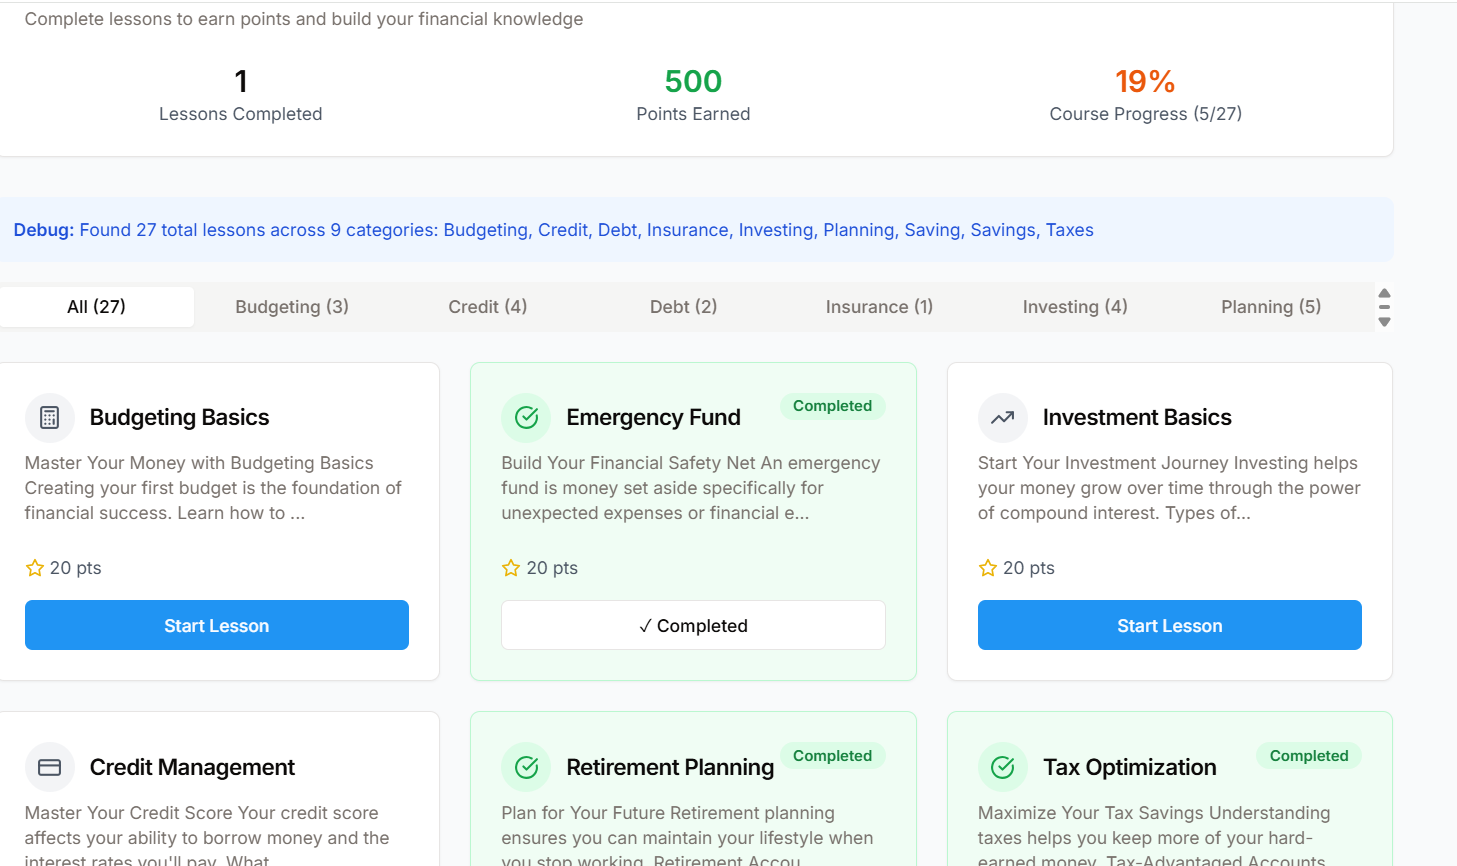 Complete lessons to earn points and build your financial knowledge
1
Lessons Completed
500
Points Earned
19%
Course Progress (5/27)
Debug: Found 27 total lessons across 9 categories: Budgeting, Credit, Debt, Insurance, Investing, Planning, Saving, Savings, Taxes
All (27)
Budgeting (3)
Credit (4)
Debt (2)
Insurance (1)
Investing (4)
Planning (5)
Budgeting Basics
Master Your Money with Budgeting Basics
Creating your first budget is the foundation of
financial success. Learn how to ...
20 pts
Start Lesson
Emergency Fund
Completed
Build Your Financial Safety Net An emergency
fund is money set aside specifically for
unexpected expenses or financial e...
20 pts
✓ Completed
Investment Basics
Start Your Investment Journey Investing helps
your money grow over time through the power
of compound interest. Types of...
20 pts
Start Lesson
Credit Management
Master Your Credit Score Your credit score
affects your ability to borrow money and the
interest rates you'll pay. What
Retirement Planning
Completed
Plan for Your Future Retirement planning
ensures you can maintain your lifestyle when
you stop working. Retirement Accou
Tax Optimization
Completed
Maximize Your Tax Savings Understanding
taxes helps you keep more of your hard-
earned money. Tax-Advantaged Accounts